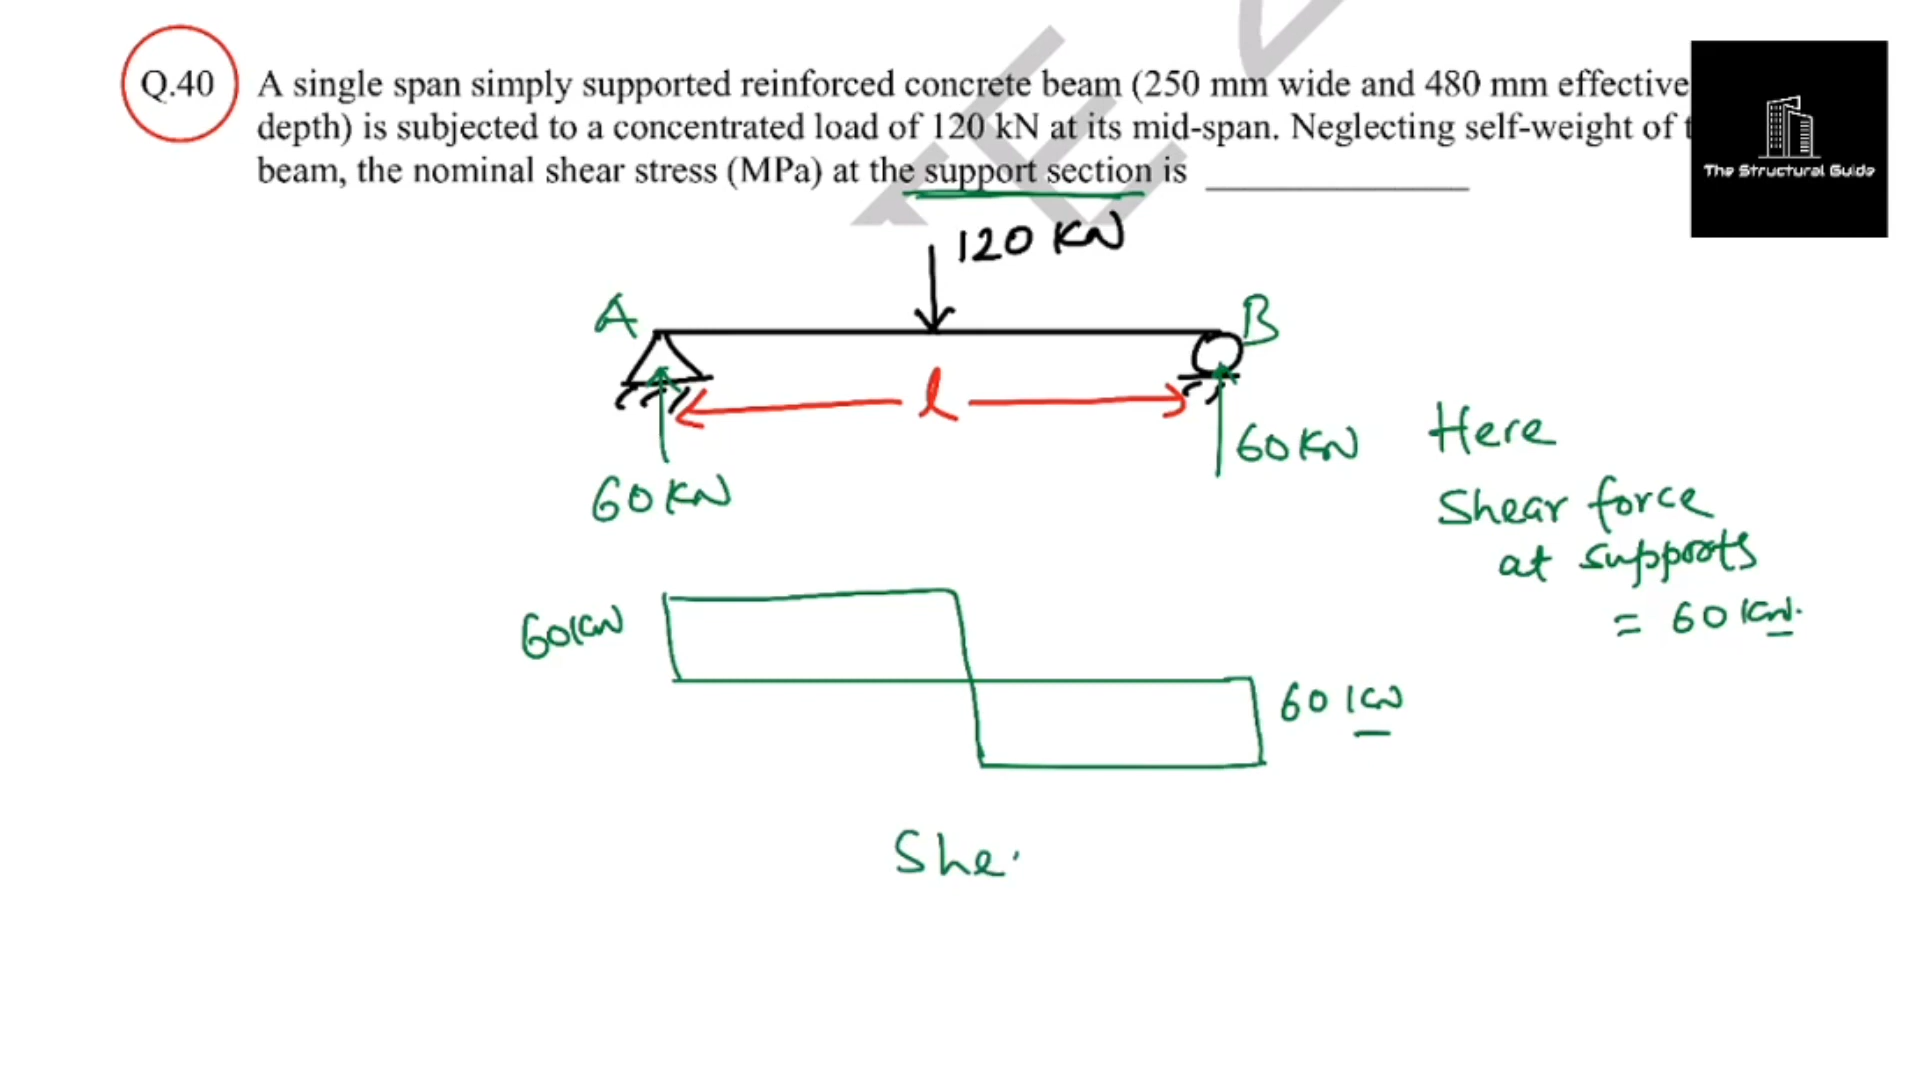 Q.40 A single span simply supported reinforced concrete beam (250 mm wide and 480 mm effective
depth) is subjected to a concentrated load of 120 kN at its mid-span. Neglecting self-weight of t
beam, the nominal shear stress (MPa) at the support section is
The Structural Guide
120 KN
A
B
l
60 KN
Here
60 KN
Shear force
at supports
= 60 KN.
60 KN
60 KN
She